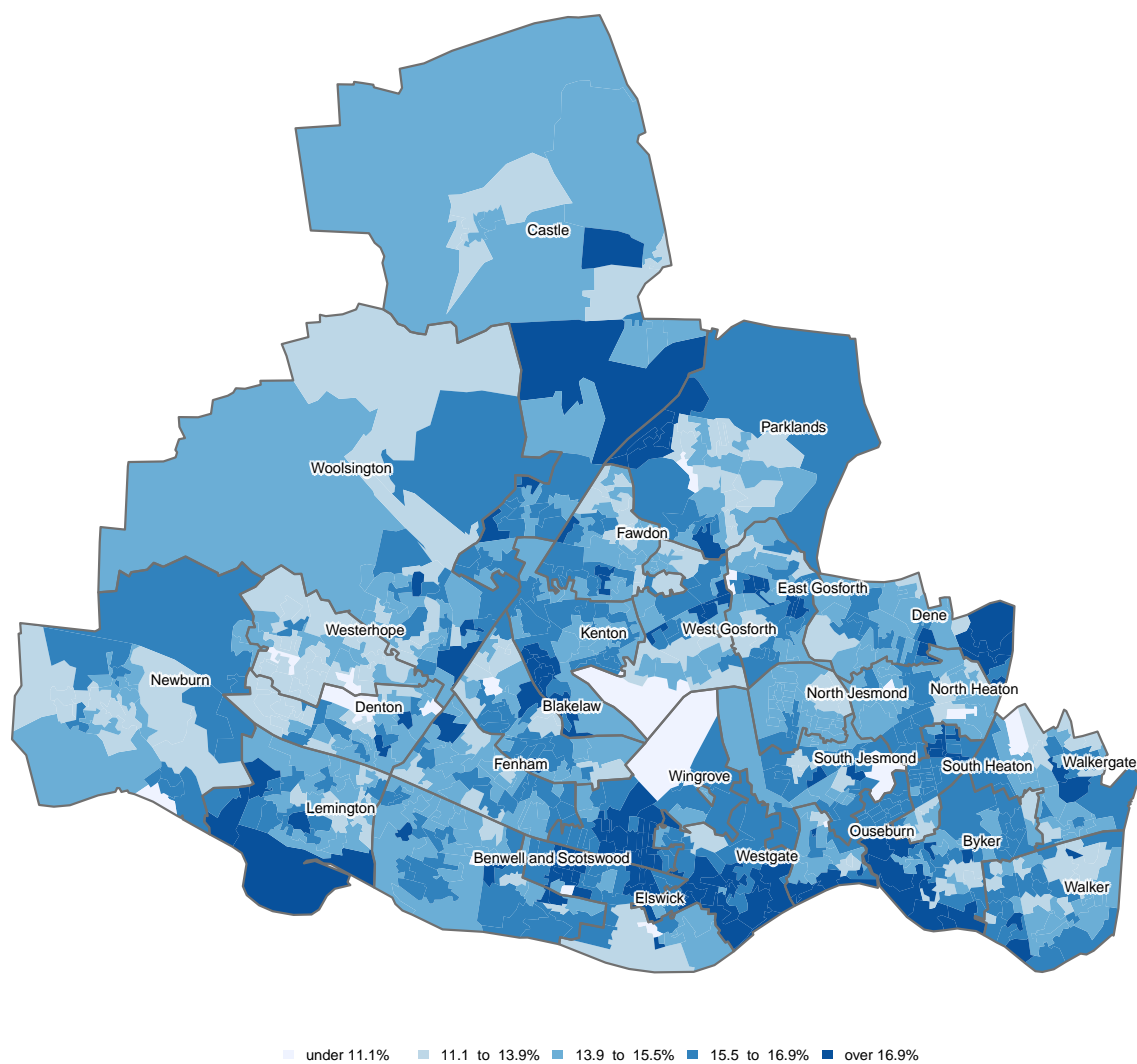 Castle
Parklands
Woolsington
Fawdon
East Gosforth
Dene
Westerhope
Kenton
West Gosforth
Newburn
North Jesmond
North Heaton
Denton
Blakelaw
South Jesmond
Walkergate
Fenham
South Heaton
Wingrove
Lemington
Ouseburn
Byker
Benwell and Scotswood
Westgate
Walker
Elswick
under 11.1% 11.1 to 13.9% 13.9 to 15.5% 15.5 to 16.9% over 16.9%